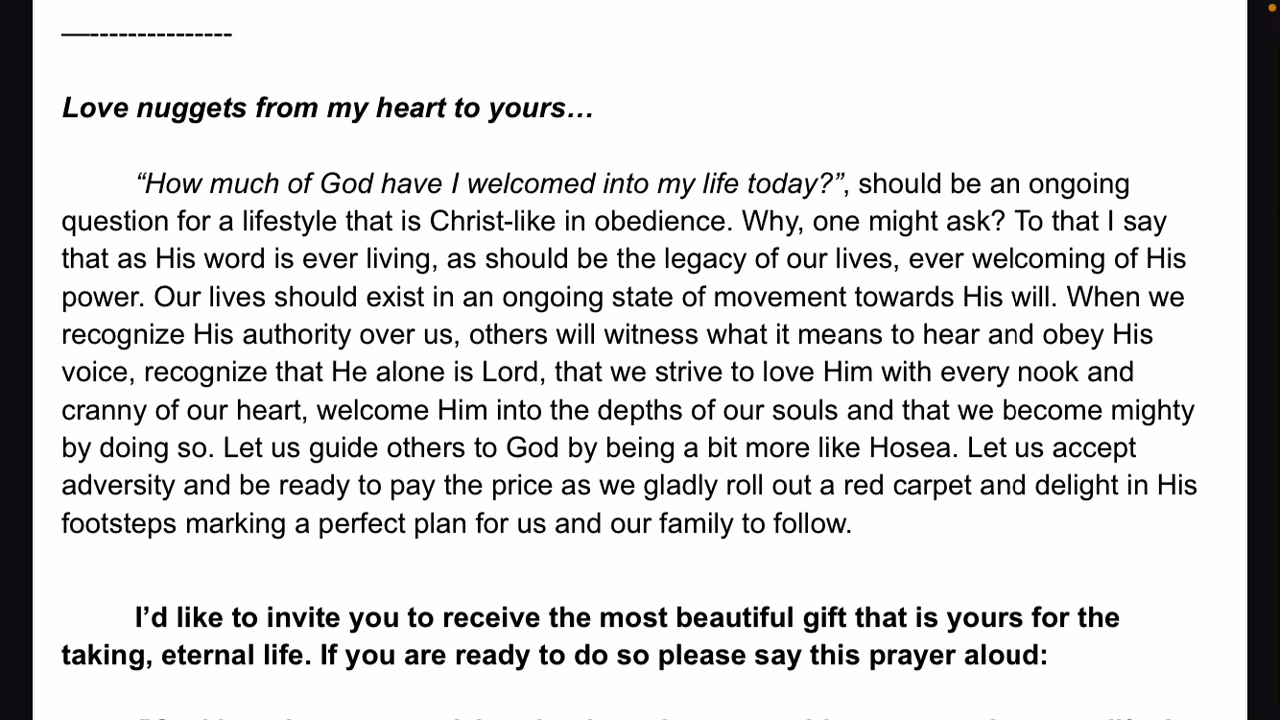 —---------------
Love nuggets from my heart to yours…
“How much of God have I welcomed into my life today?”, should be an ongoing
question for a lifestyle that is Christ-like in obedience. Why, one might ask? To that I say
that as His word is ever living, as should be the legacy of our lives, ever welcoming of His
power. Our lives should exist in an ongoing state of movement towards His will. When we
recognize His authority over us, others will witness what it means to hear and obey His
voice, recognize that He alone is Lord, that we strive to love Him with every nook and
cranny of our heart, welcome Him into the depths of our souls and that we become mighty
by doing so. Let us guide others to God by being a bit more like Hosea. Let us accept
adversity and be ready to pay the price as we gladly roll out a red carpet and delight in His
footsteps marking a perfect plan for us and our family to follow.
I’d like to invite you to receive the most beautiful gift that is yours for the
taking, eternal life. If you are ready to do so please say this prayer aloud: